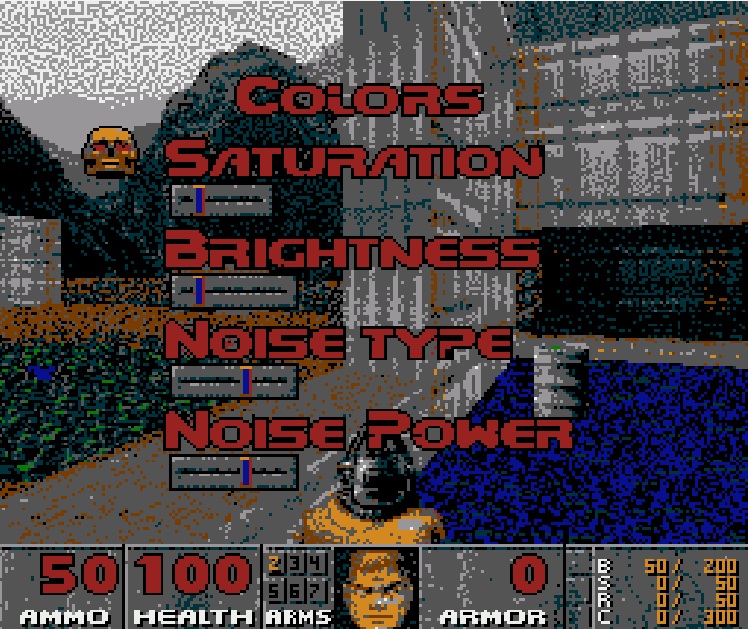 Colors
Saturation
Brightness
Noise type
Noise Power
50 100 2 3 4 0 B 50/ 200
5 6 7 S 0/ 50
R 0/ 50
AMMO HEALTH ARMS ARMOR C 0/ 300